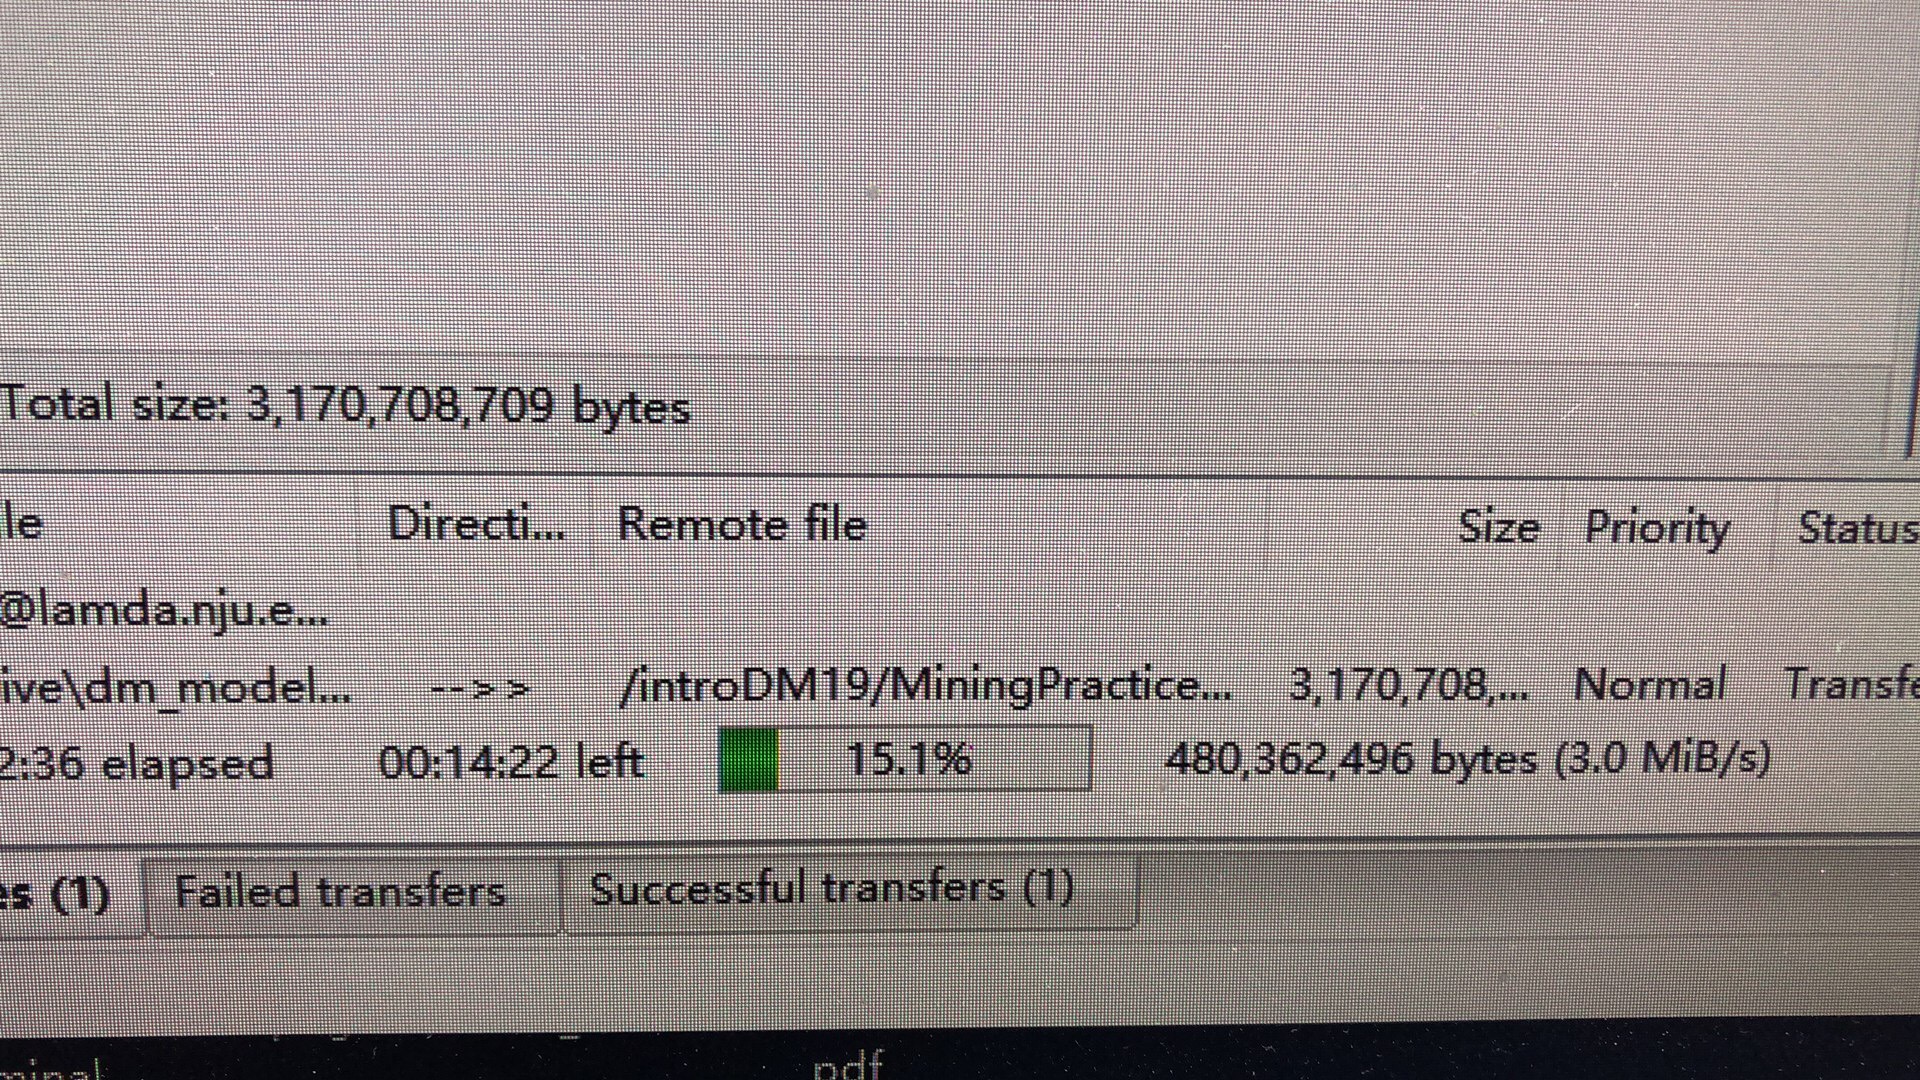 Total size: 3,170,708,709 bytes
le Directi... Remote file Size Priority Status
@lamda.nju.e...
ive\dm_model... -->> /introDM19/MiningPractice... 3,170,708,... Normal Transfe
2:36 elapsed 00:14:22 left 15.1% 480,362,496 bytes (3.0 MiB/s)
es (1) Failed transfers Successful transfers (1)
pdf